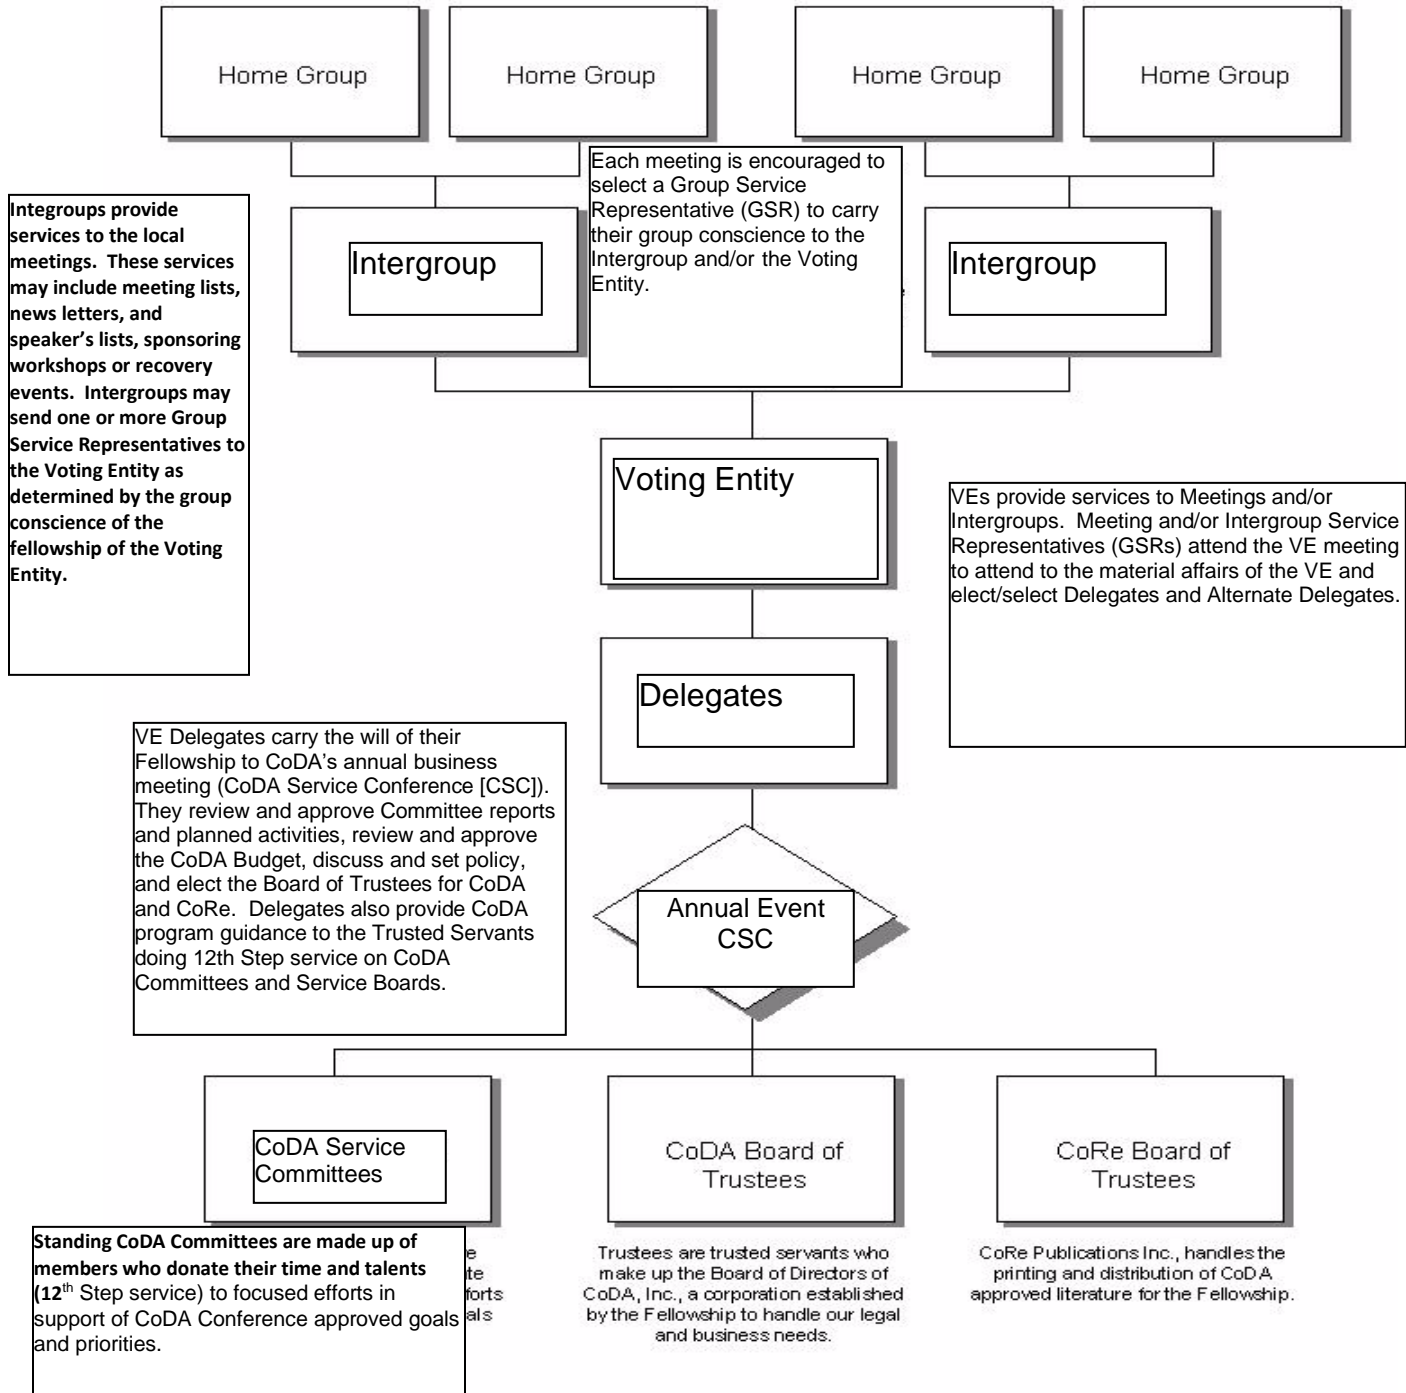 Home Group
Home Group
Home Group
Home Group
Each meeting is encouraged to
select a Group Service
Representative (GSR) to carry
their group conscience to the
Intergroup and/or the Voting
Entity.
Integroups provide
services to the local
meetings.  These services
may include meeting lists,
news letters, and
speaker’s lists, sponsoring
workshops or recovery
events.  Intergroups may
send one or more Group
Service Representatives to
the Voting Entity as
determined by the group
conscience of the
fellowship of the Voting
Entity.
Intergroup
Intergroup
Voting Entity
VEs provide services to Meetings and/or
Intergroups.  Meeting and/or Intergroup Service
Representatives (GSRs) attend the VE meeting
to attend to the material affairs of the VE and
elect/select Delegates and Alternate Delegates.
Delegates
VE Delegates carry the will of their
Fellowship to CoDA’s annual business
meeting (CoDA Service Conference [CSC]).
They review and approve Committee reports
and planned activities, review and approve
the CoDA Budget, discuss and set policy,
and elect the Board of Trustees for CoDA
and CoRe.  Delegates also provide CoDA
program guidance to the Trusted Servants
doing 12th Step service on CoDA
Committees and Service Boards.
Annual Event
CSC
CoDA Service
Committees
CoDA Board of
Trustees
CoRe Board of
Trustees
Standing CoDA Committees are made up of
members who donate their time and talents
(12th Step service) to focused efforts in
support of CoDA Conference approved goals
and priorities.
Trustees are trusted servants who
make up the Board of Directors of
CoDA, Inc., a corporation established
by the Fellowship to handle our legal
and business needs.
CoRe Publications Inc., handles the
printing and distribution of CoDA
approved literature for the Fellowship.